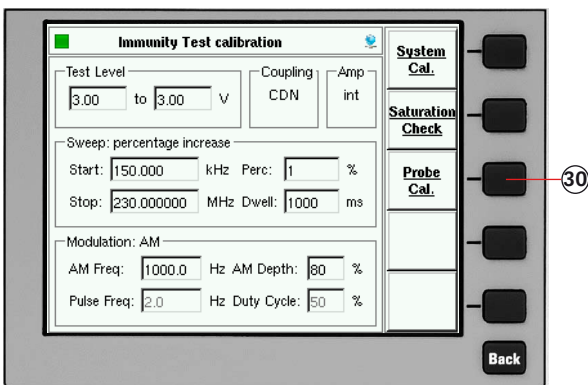 Immunity Test calibration
Test Level
3.00 to 3.00 V
Coupling
CDN
Amp
int
Sweep: percentage increase
Start: 150.000 kHz Perc: 1 %
Stop: 230.000000 MHz Dwell: 1000 ms
Modulation: AM
AM Freq: 1000.0 Hz AM Depth: 80 %
Pulse Freq: 2.0 Hz Duty Cycle: 50 %
System
Cal.
Saturation
Check
Probe
Cal.
30
Back